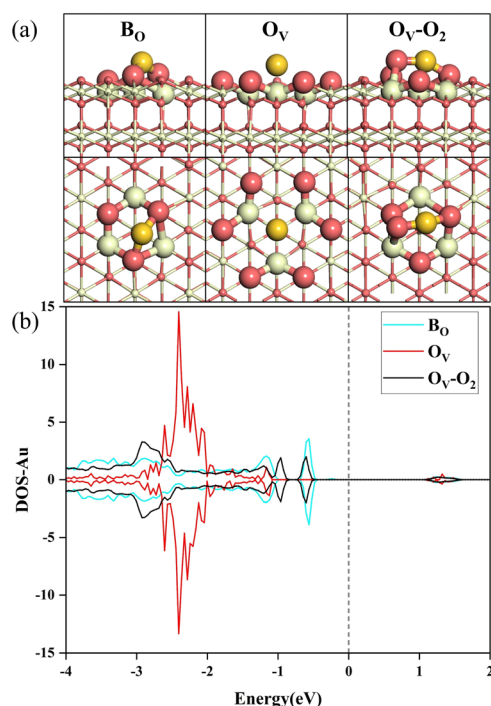 (a)
B_O O_V O_V-O_2
(b)
15
10
5
0
-5
-10
-15
DOS-Au
B_O
O_V
O_V-O_2
-4 -3 -2 -1 0 1 2
Energy(eV)